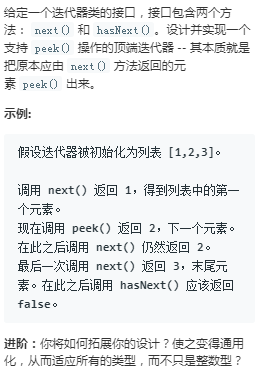 给定一个迭代器类的接口，接口包含两个方
法： next() 和 hasNext()。设计并实现一个
支持 peek() 操作的顶端迭代器 -- 其本质就是
把原本应由 next() 方法返回的元
素 peek() 出来。
示例:
假设迭代器被初始化为列表 [1,2,3]。
调用 next() 返回 1，得到列表中的第一
个元素。
现在调用 peek() 返回 2，下一个元素。
在此之后调用 next() 仍然返回 2。
最后一次调用 next() 返回 3，末尾元
素。在此之后调用 hasNext() 应该返回
false。
进阶：你将如何拓展你的设计？使之变得通用
化，从而适应所有的类型，而不只是整数型？